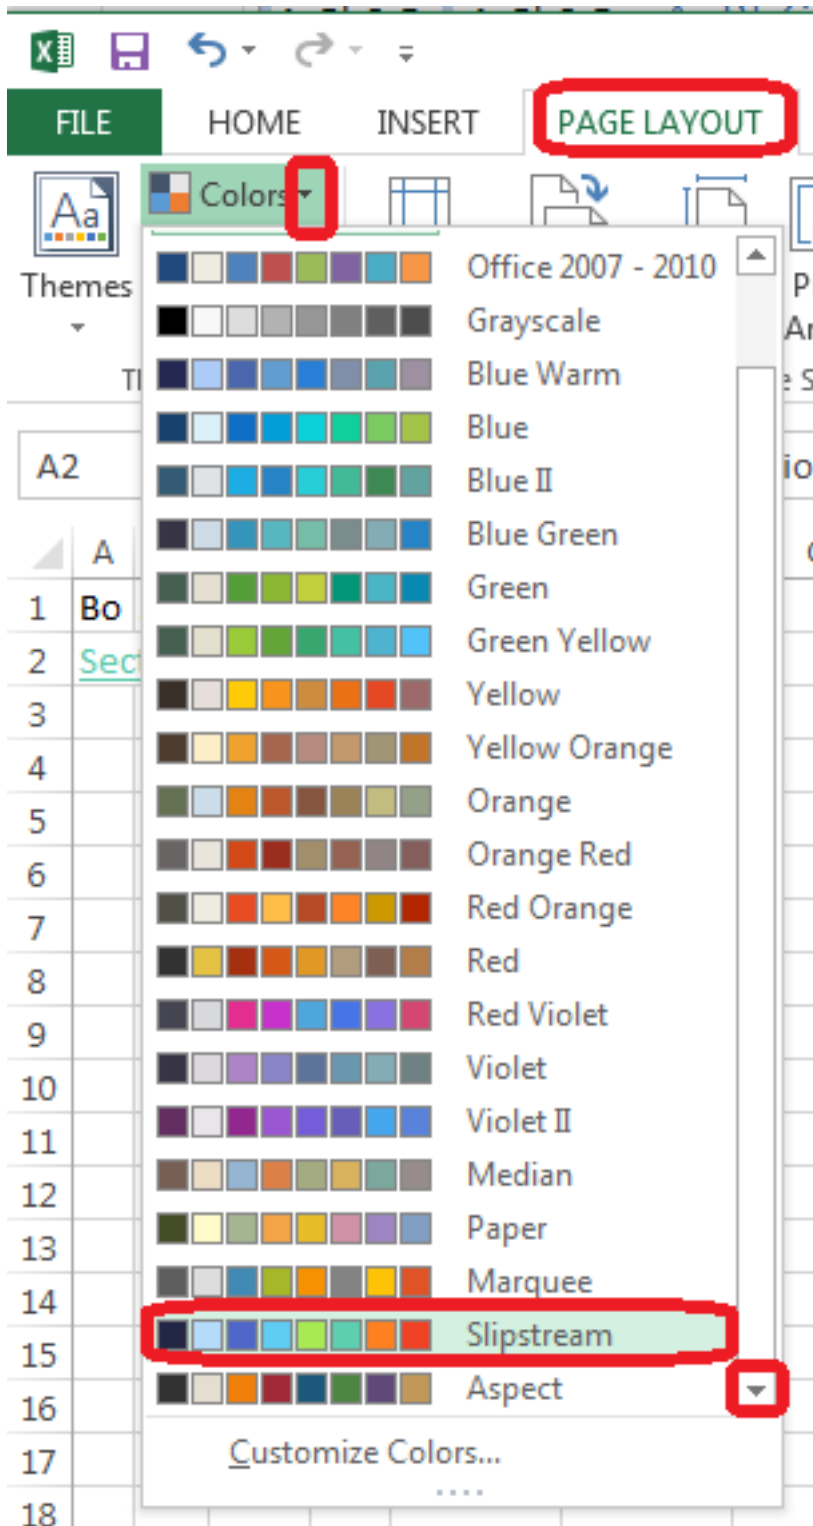 FILE HOME INSERT PAGE LAYOUT
Colors
Aa
Themes
Office 2007 - 2010
Grayscale
Blue Warm
A2
Blue
Blue II
Blue Green
A
Green
1 Bo
Green Yellow
2 Sect
Yellow
3
Yellow Orange
4
Orange
5
Orange Red
6
Red Orange
7
Red
8
Red Violet
9
Violet
10
Violet II
11
Median
12
Paper
13
Marquee
14
Slipstream
15
Aspect
16
Customize Colors...
17
18